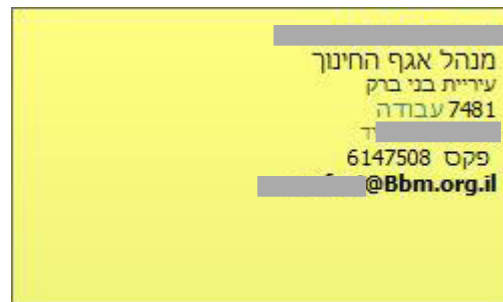 מנהל אגף החינוך
עיריית בני ברק
7481 עבודה
פקס 6147508
@Bbm.org.il